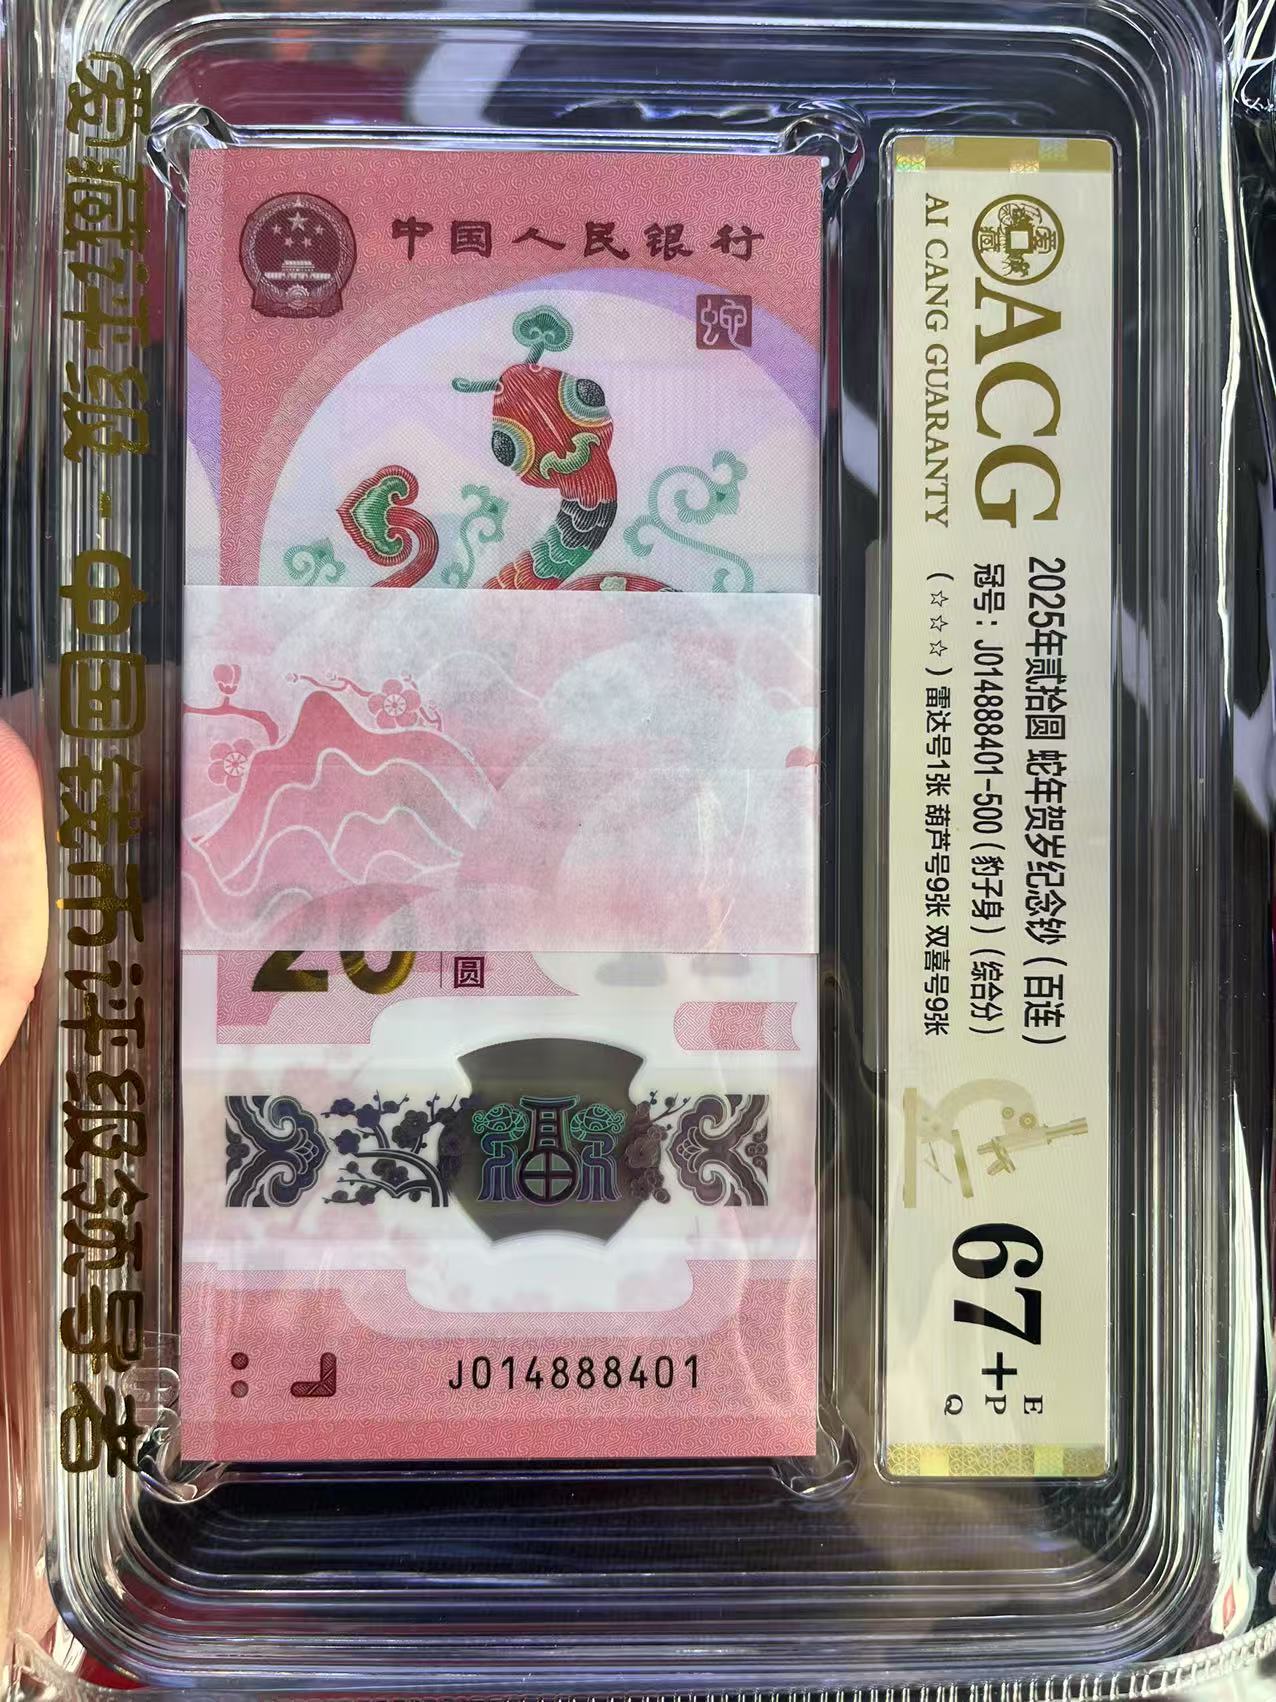 爱藏评级 - 中国钱币评级领导者
中国人民银行
蛇
20
圆
福
J014888401
ACG
AI CANG GUARANTY
2025年贰拾圆 蛇年贺岁纪念钞（百连）
冠号：J014888401-500（豹子身）（综合分）
（☆☆☆）雷达号1张 葫芦号9张 双喜号9张
67+
E
P
Q